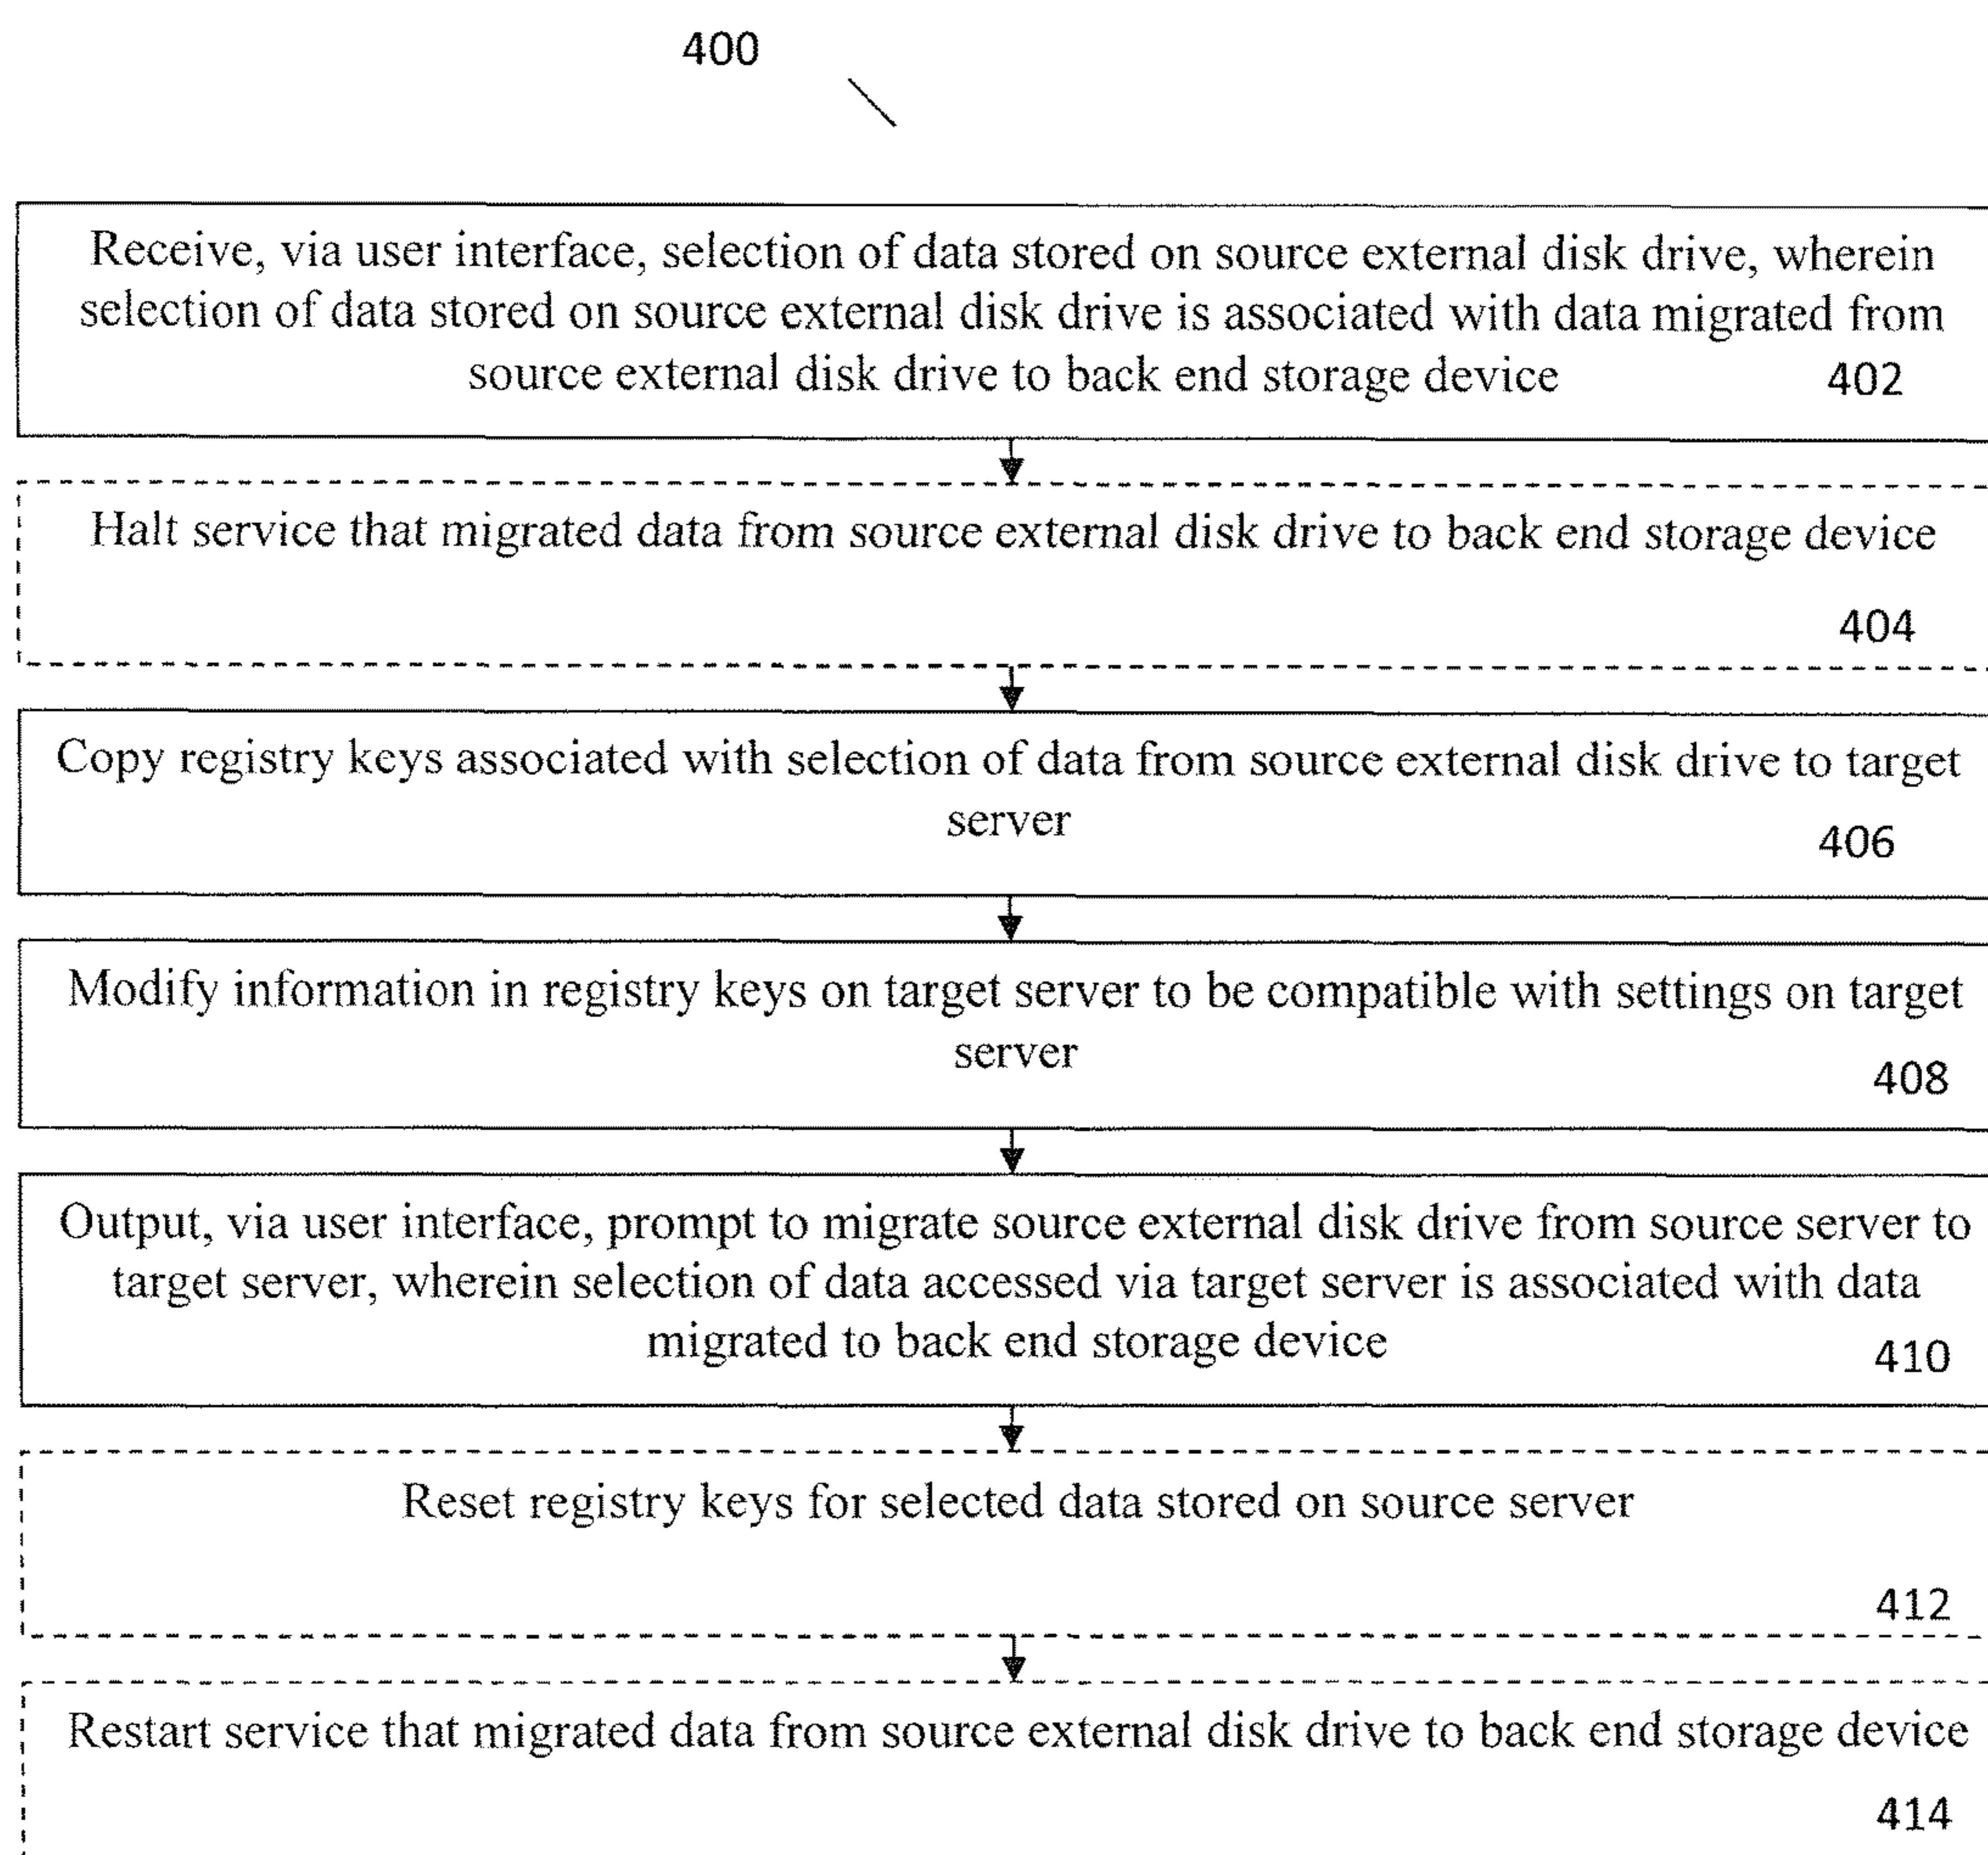 400
Receive, via user interface, selection of data stored on source external disk drive, wherein
selection of data stored on source external disk drive is associated with data migrated from
source external disk drive to back end storage device 402
Halt service that migrated data from source external disk drive to back end storage device
404
Copy registry keys associated with selection of data from source external disk drive to target
server
406
Modify information in registry keys on target server to be compatible with settings on target
server
408
Output, via user interface, prompt to migrate source external disk drive from source server to
target server, wherein selection of data accessed via target server is associated with data
migrated to back end storage device
410
Reset registry keys for selected data stored on source server
412
Restart service that migrated data from source external disk drive to back end storage device
414